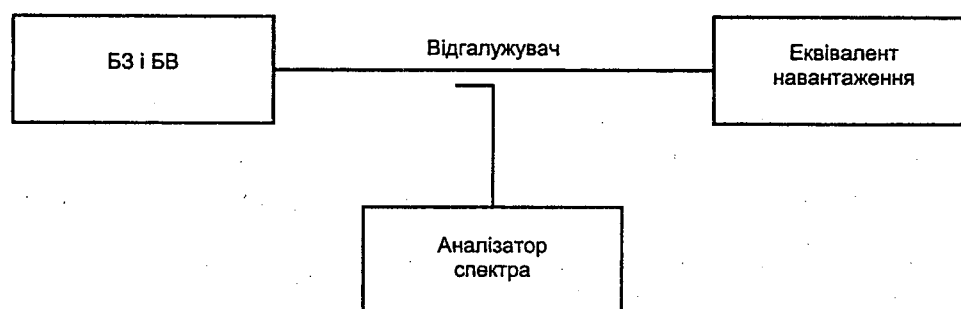 БЗ і БВ
Відгалужувач
Еквівалент
навантаження
Аналізатор
спектра